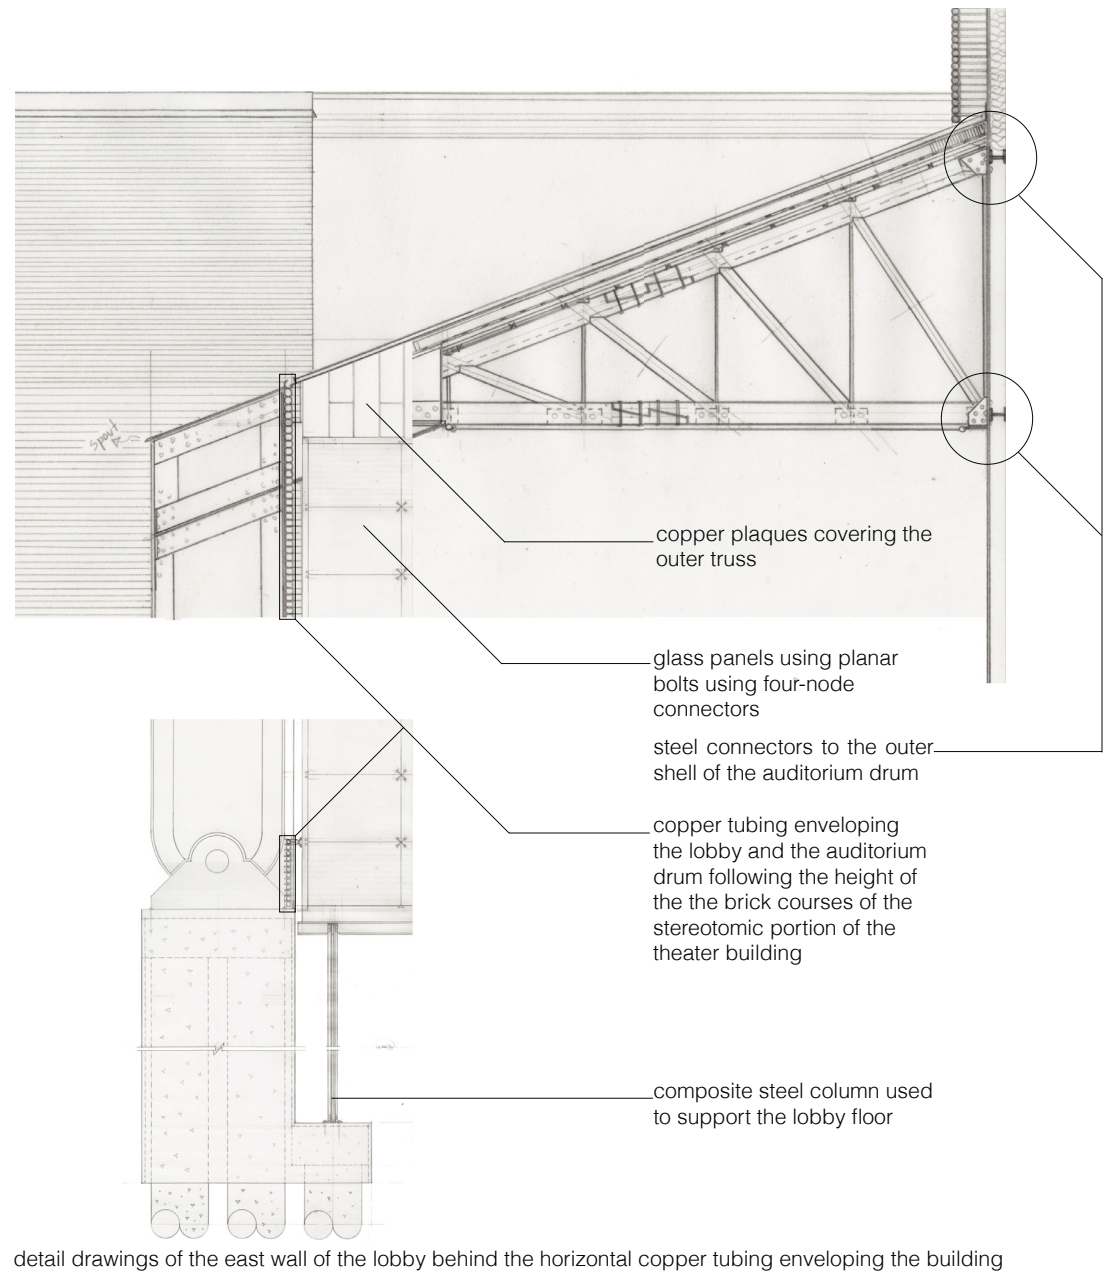 spout
copper plaques covering the
outer truss
glass panels using planar
bolts using four-node
connectors
steel connectors to the outer
shell of the auditorium drum
copper tubing enveloping
the lobby and the auditorium
drum following the height of
the the brick courses of the
stereotomic portion of the
theater building
composite steel column used
to support the lobby floor
detail drawings of the east wall of the lobby behind the horizontal copper tubing enveloping the building